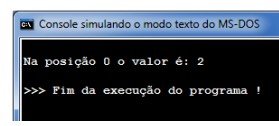 Console simulando o modo texto do MS-DOS
Na posição 0 o valor é: 2
>>> Fim da execução do programa !